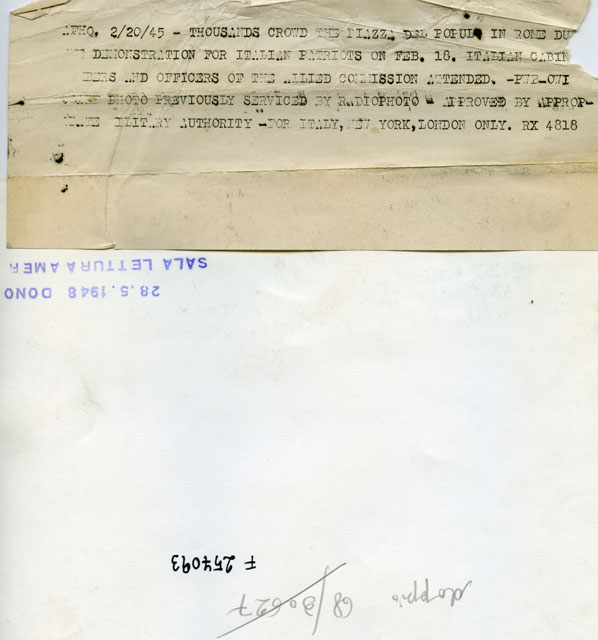 AFHQ, 2/20/45 - THOUSANDS CROWD THE PIAZZA DEL POPUL IN ROME DU
DEMONSTRATION FOR ITALIAN PATRIOTS ON FEB. 18. ITALIAN CABIN
AND OFFICERS OF THE ALLIED COMMISSION ATTENDED. -PWB-OWI
PHOTO PREVIOUSLY SERVICED BY RADIOPHOTO - APPROVED BY APPROP-
MILITARY AUTHORITY -FOR ITALY, NEW YORK, LONDON ONLY. RX 4818
28.5.1948 DONO
SALA LETTURA AMER.
doppio 68/30627
F 257093